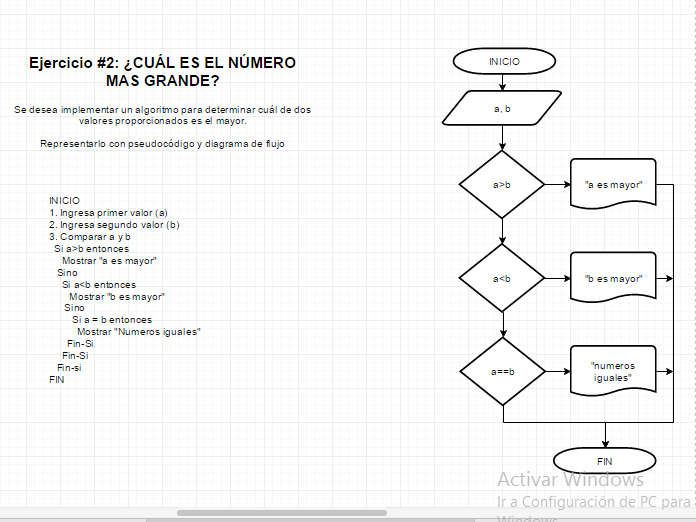 Ejercicio #2: ¿CUÁL ES EL NÚMERO
MAS GRANDE?
Se desea implementar un algoritmo para determinar cuál de dos
valores proporcionados es el mayor.
Representarlo con pseudocódigo y diagrama de flujo
INICIO
1. Ingresa primer valor (a)
2. Ingresa segundo valor (b)
3. Comparar a y b
Si a>b entonces
Mostrar "a es mayor"
Sino
Si a<b entonces
Mostrar "b es mayor"
Sino
Si a = b entonces
Mostrar "Numeros iguales"
Fin-Si
Fin-Si
Fin-si
FIN
INICIO
a, b
a>b
"a es mayor"
a<b
"b es mayor"
a==b
"numeros
iguales"
FIN
Activar Windows
Ir a Configuración de PC para
Windows